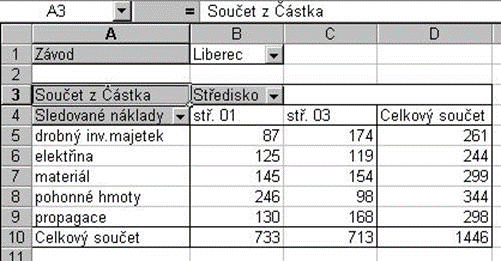 A3 = Součet z Částka
A B C D
1 Závod Liberec
2
3 Součet z Částka Středisko
4 Sledované náklady stř. 01 stř. 03 Celkový součet
5 drobný inv.majetek 87 174 261
6 elektřina 125 119 244
7 materiál 145 154 299
8 pohonné hmoty 246 98 344
9 propagace 130 168 298
10 Celkový součet 733 713 1446
11